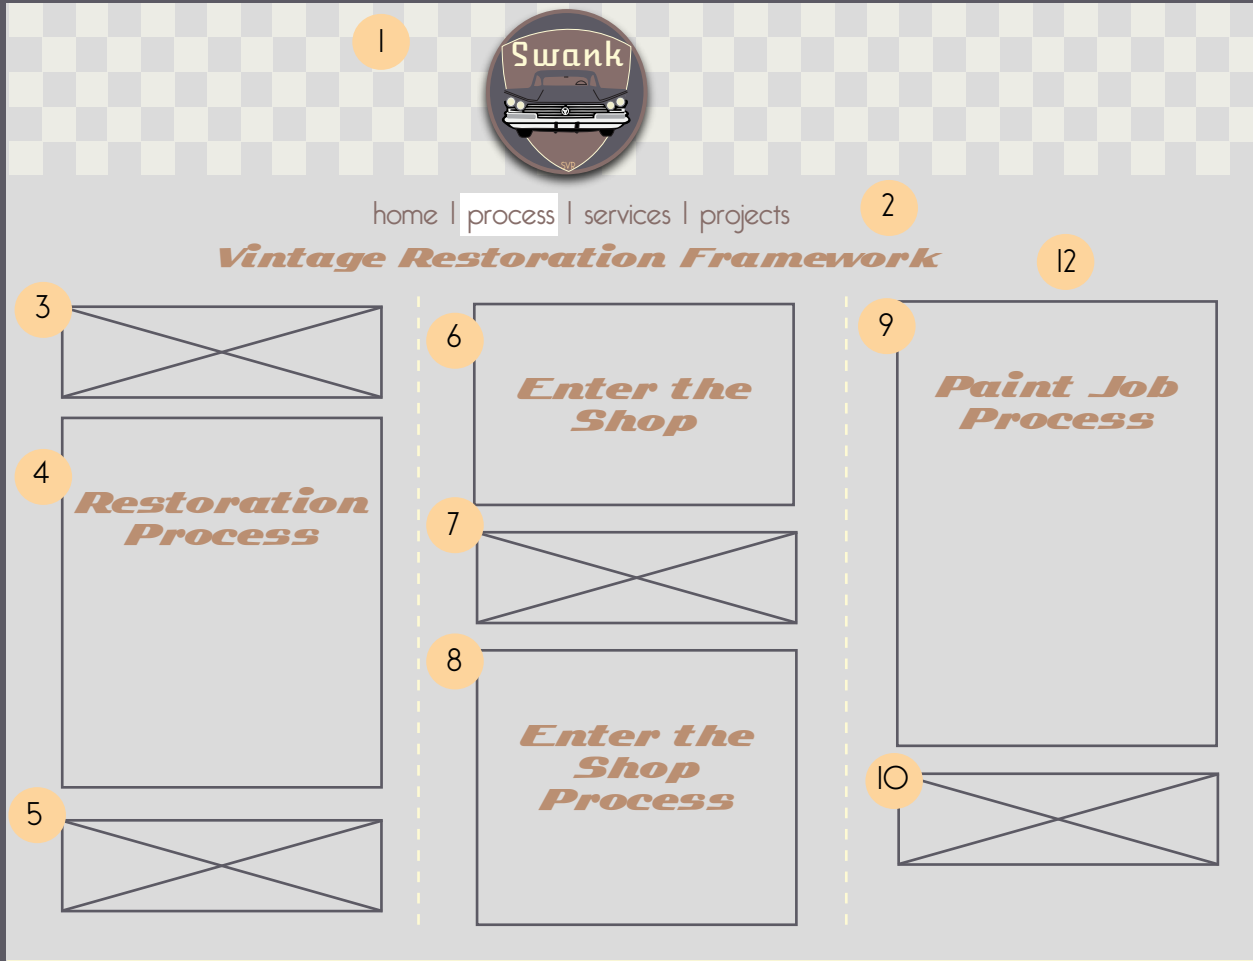 1
Swank
SVR
home | process | services | projects
2
Vintage Restoration Framework
12
3
4
Restoration
Process
5
6
Enter the
Shop
7
8
Enter the
Shop
Process
9
Paint Job
Process
10